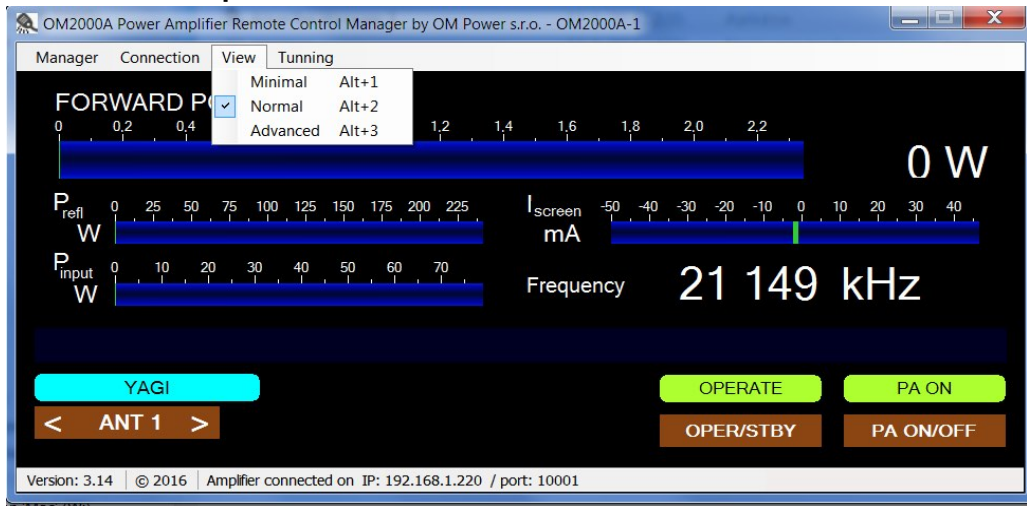 OM2000A Power Amplifier Remote Control Manager by OM Power s.r.o. - OM2000A-1
Manager Connection View Tunning
Minimal Alt+1
Normal Alt+2
Advanced Alt+3
FORWARD
0 0,2 0,4 1,2 1,4 1,6 1,8 2,0 2,2
0 W
Prefl W
0 25 50 75 100 125 150 175 200 225
Iscreen mA
-50 -40 -30 -20 -10 0 10 20 30 40
Pinput W
0 10 20 30 40 50 60 70
Frequency 21 149 kHz
YAGI OPERATE PA ON
< ANT 1 > OPER/STBY PA ON/OFF
Version: 3.14 © 2016 Amplifier connected on IP: 192.168.1.220 / port: 10001